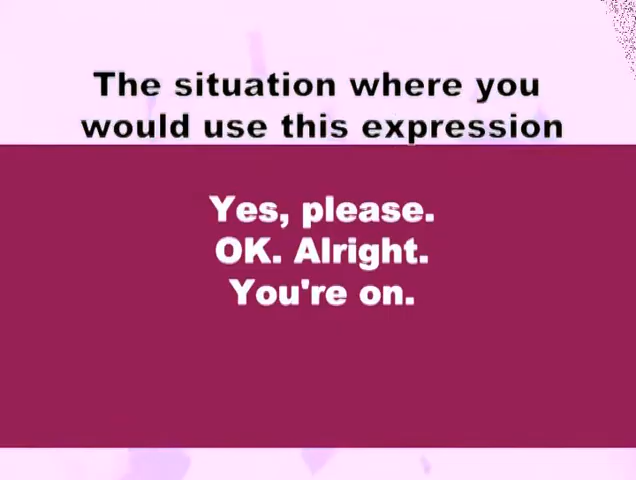 The situation where you
would use this expression
Yes, please.
OK. Alright.
You're on.